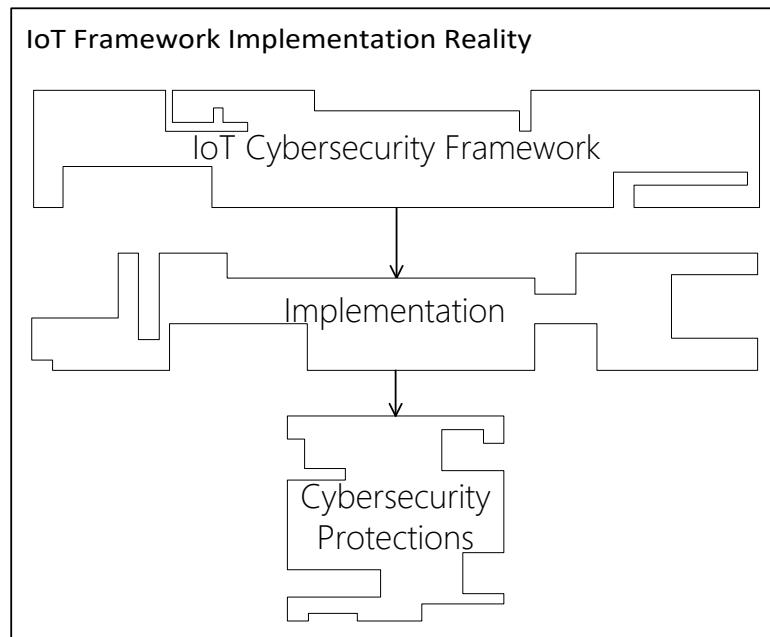 IoT Framework Implementation Reality
IoT Cybersecurity Framework
Implementation
Cybersecurity
Protections